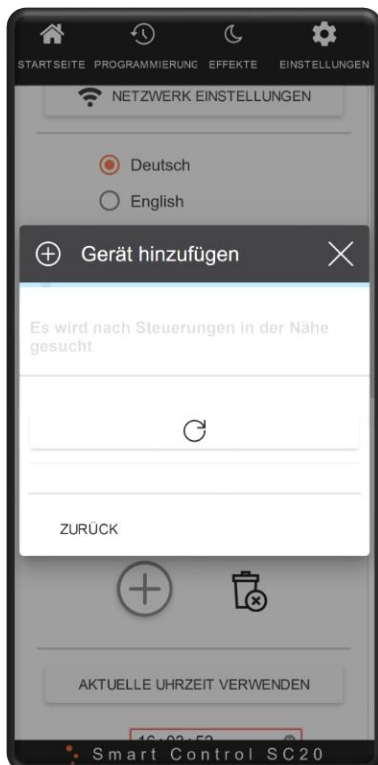 STARTSEITE PROGRAMMIERUNG EFFEKTE EINSTELLUNGEN
NETZWERK EINSTELLUNGEN
Deutsch
English
Gerät hinzufügen
Es wird nach Steuerungen in der Nähe
gesucht
ZURÜCK
AKTUELLE UHRZEIT VERWENDEN
Smart Control SC20